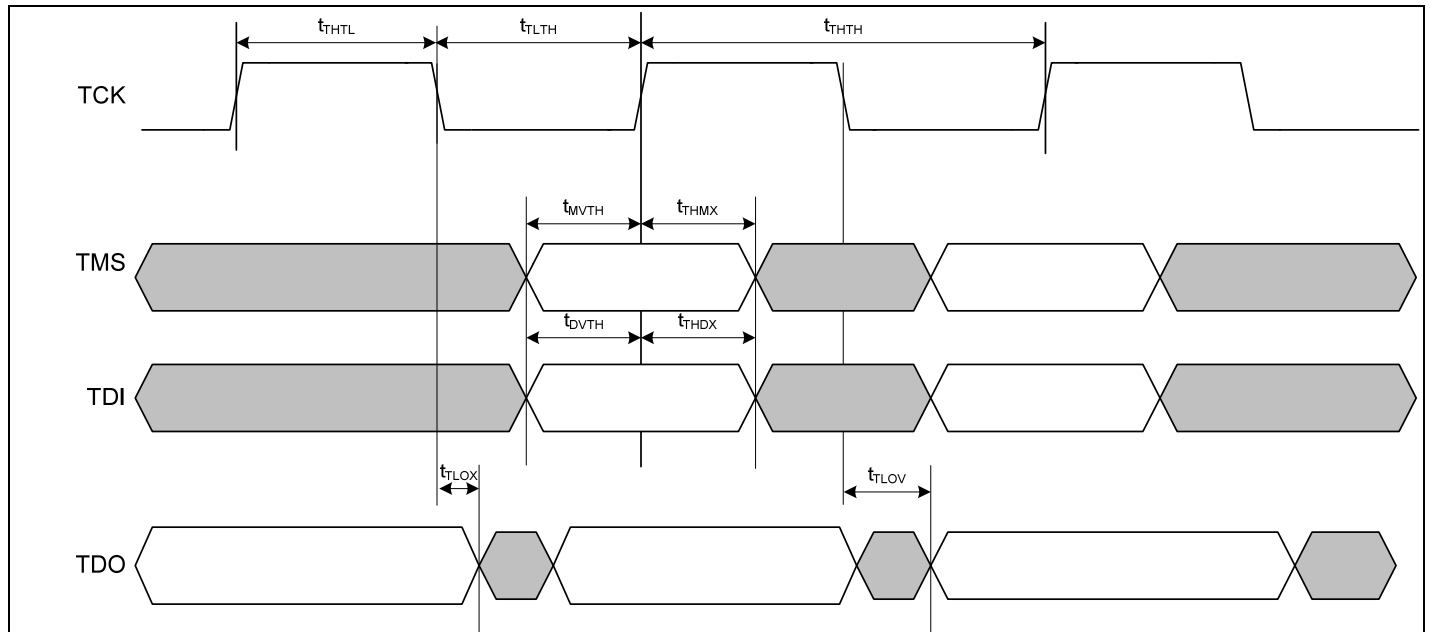 tTHTL tTLTH tTHTH
TCK
tMVTH tTHMX
TMS
tDVTH tTHDX
TDI
tTLOX tTLOV
TDO